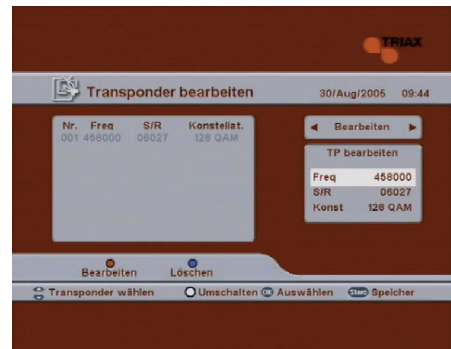 TRIAX
Transponder bearbeiten 30/Aug/2005 09:44
Nr. Freq S/R Konstellat.
001 458000 06027 128 QAM
Bearbeiten
TP bearbeiten
Freq 458000
S/R 06027
Konst 128 QAM
Bearbeiten Löschen
Transponder wählen Umschalten OK Auswählen Speicher